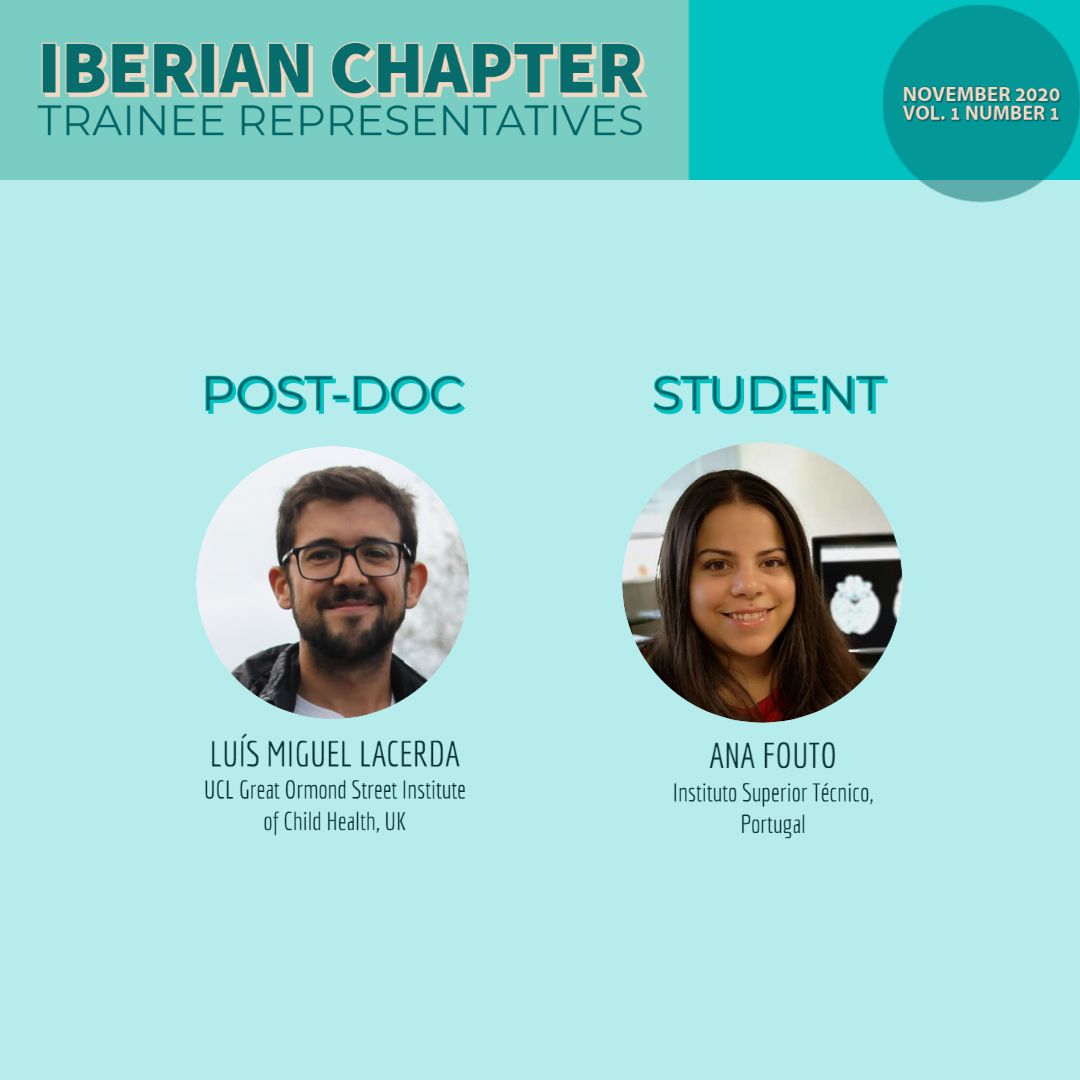 IBERIAN CHAPTER
TRAINEE REPRESENTATIVES
NOVEMBER 2020
VOL. 1 NUMBER 1
POST-DOC
STUDENT
LUÍS MIGUEL LACERDA
UCL Great Ormond Street Institute
of Child Health, UK
ANA FOUTO
Instituto Superior Técnico,
Portugal